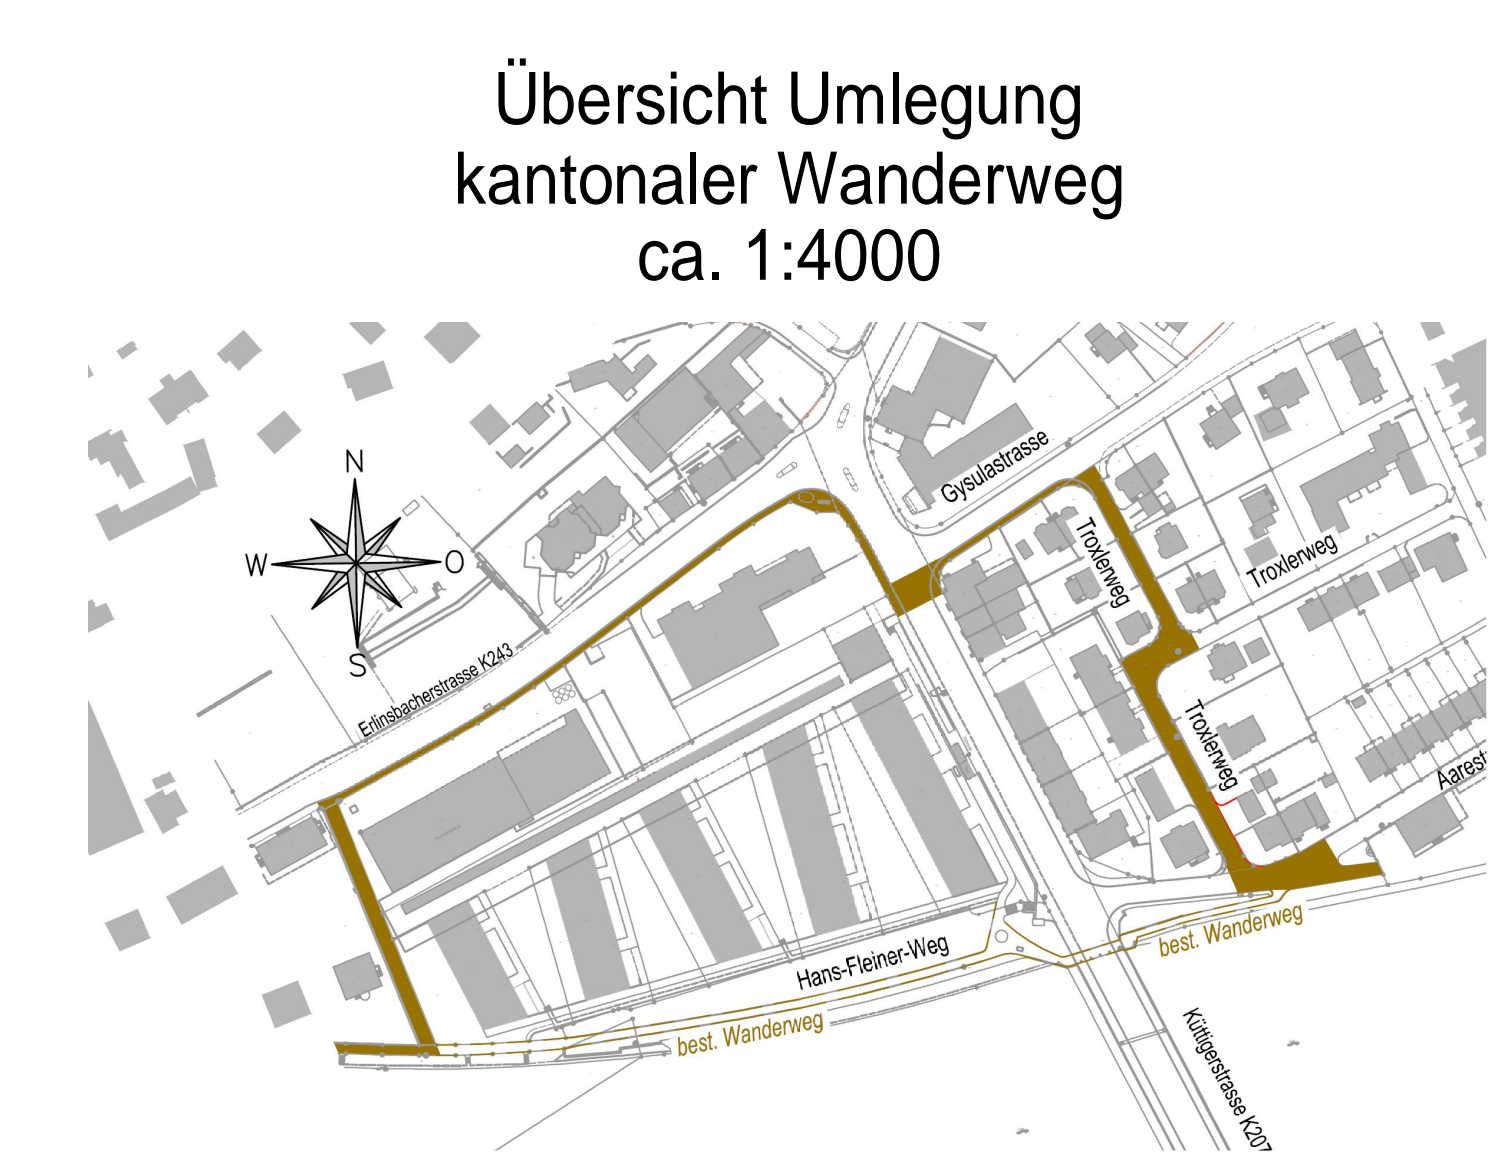 Übersicht Umlegung
kantonaler Wanderweg
ca. 1:4000
N
W
O
S
Gysulastrasse
Troxlerweg
Troxlerweg
Erlinsbacherstrasse K243
Troxlerweg
Aarest
best. Wanderweg
Hans-Fleiner-Weg
best. Wanderweg
Küttigerstrasse K207